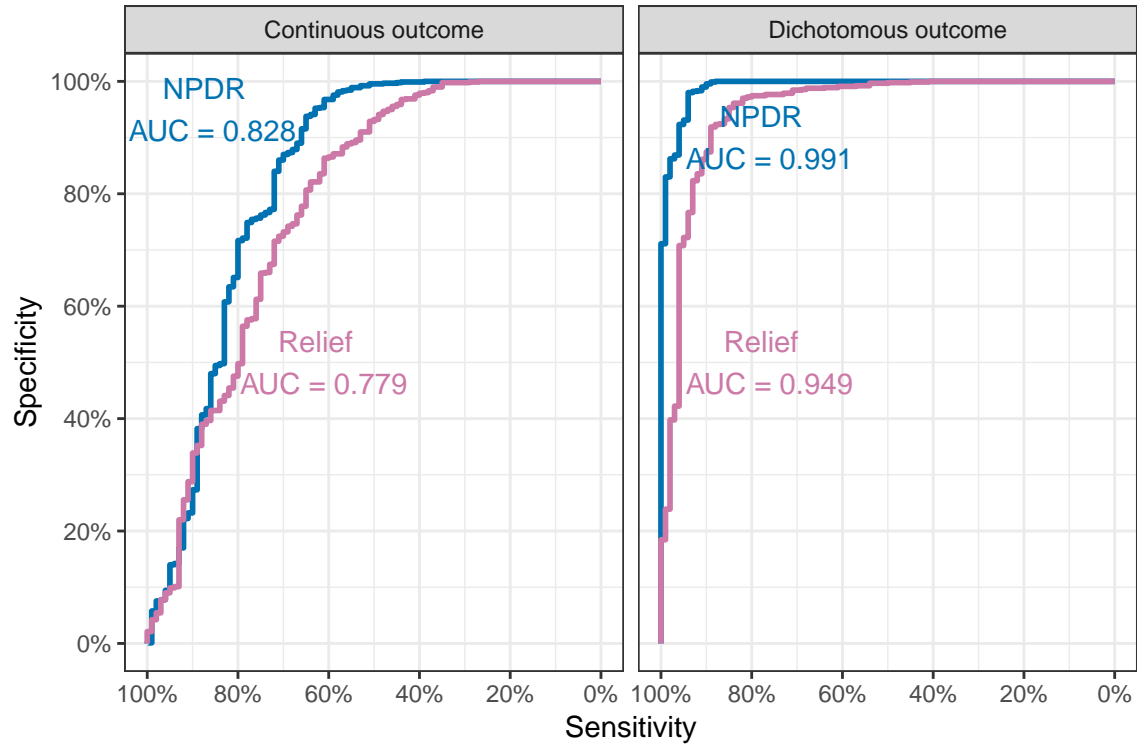 Continuous outcome
Dichotomous outcome
100%
80%
60%
40%
20%
0%
Specificity
NPDR
AUC = 0.828
Relief
AUC = 0.779
NPDR
AUC = 0.991
Relief
AUC = 0.949
100% 80% 60% 40% 20% 0%
100% 80% 60% 40% 20% 0%
Sensitivity